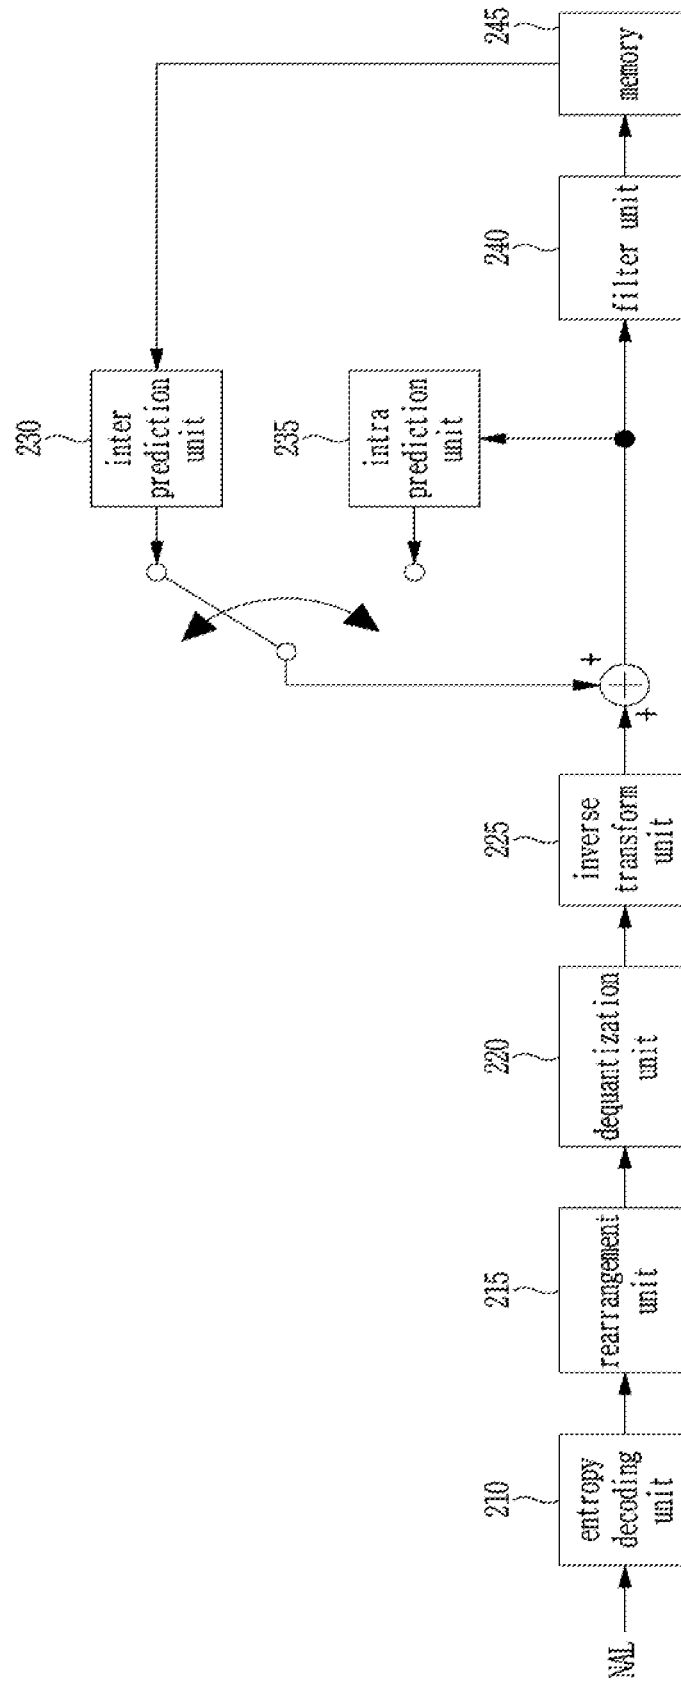 230
inter
prediction
unit
235
intra
prediction
unit
+
+
NAL
210
entropy
decoding
unit
215
rearrangement
unit
220
dequantization
unit
225
inverse
transform
unit
240
filter unit
245
memory